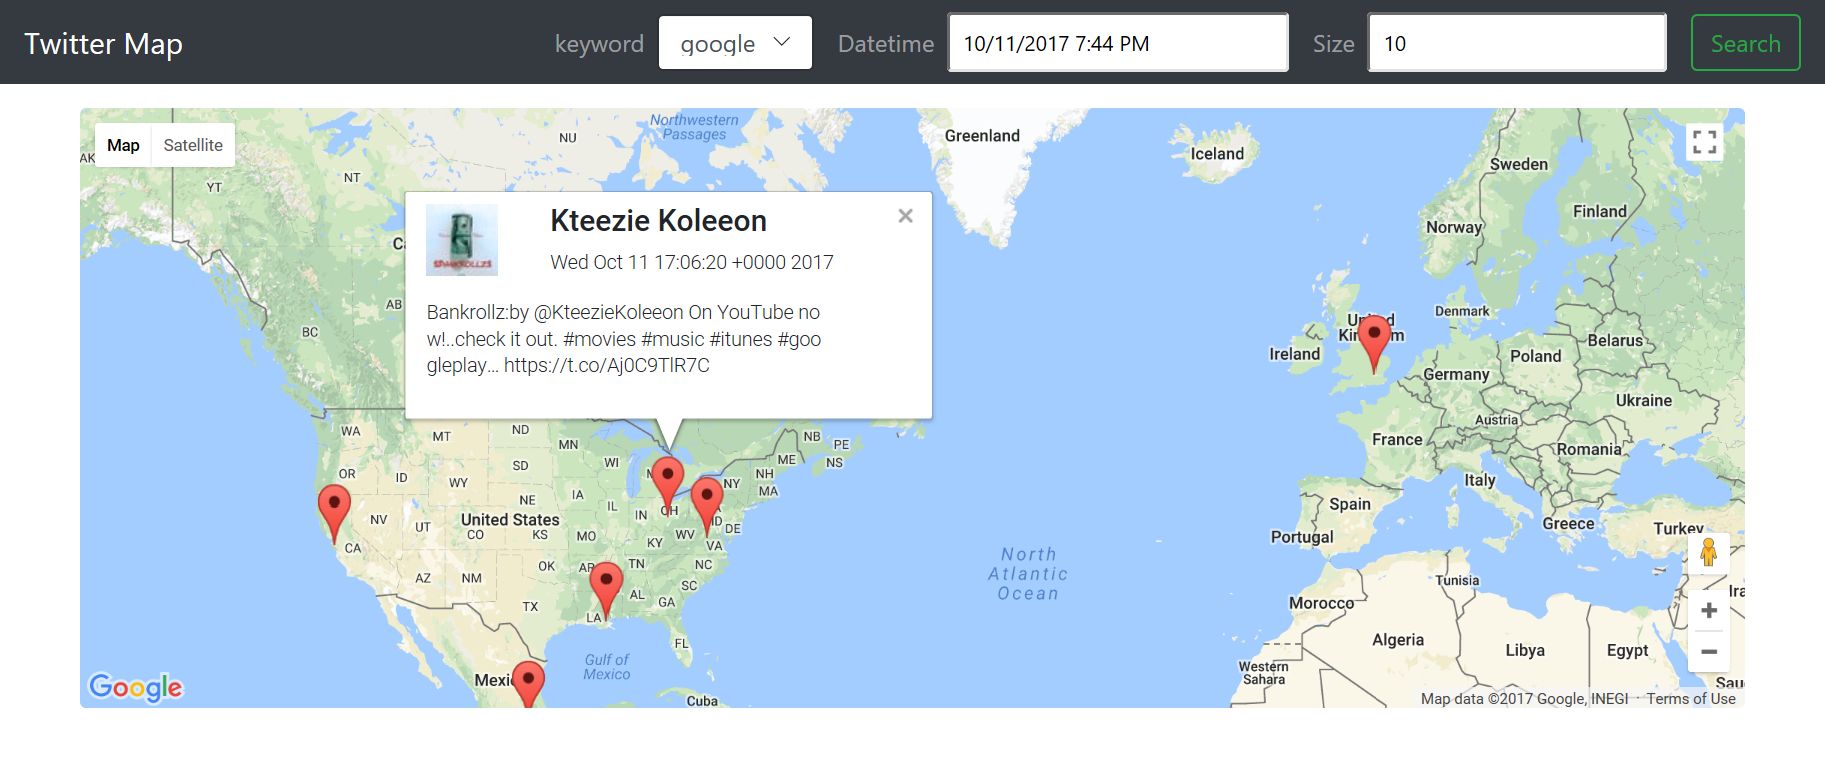 Twitter Map
keyword
google
Datetime
10/11/2017 7:44 PM
Size
10
Search
Map
Satellite
AK
YT
NT
NU
Northwestern
Passages
Greenland
Iceland
Sweden
Finland
Norway
Kteezie Koleeon
Wed Oct 11 17:06:20 +0000 2017
Bankrollz:by @KteezieKoleeon On YouTube no
w!..check it out. #movies #music #itunes #goo
gleplay... https://t.co/Aj0C9TlR7C
AB
BC
United
Kingdom
Denmark
Ireland
Belarus
Poland
Germany
Ukraine
Austria
France
Romania
Italy
Spain
Portugal
Greece
Turkey
WA
MT
ND
MN
OR
ID
WY
SD
WI
NB
PE
ME
NS
NH
NY
MA
NE
IA
IL
IN
OH
NV
UT
United States
CO
KS
MO
KY
WV
VA
DE
CA
AZ
NM
OK
AR
TN
NC
SC
TX
LA
AL
GA
FL
North
Atlantic
Ocean
Gulf of
Mexico
Cuba
Morocco
Tunisia
Algeria
Libya
Egypt
Western
Sahara
Google
Map data ©2017 Google, INEGI
Terms of Use